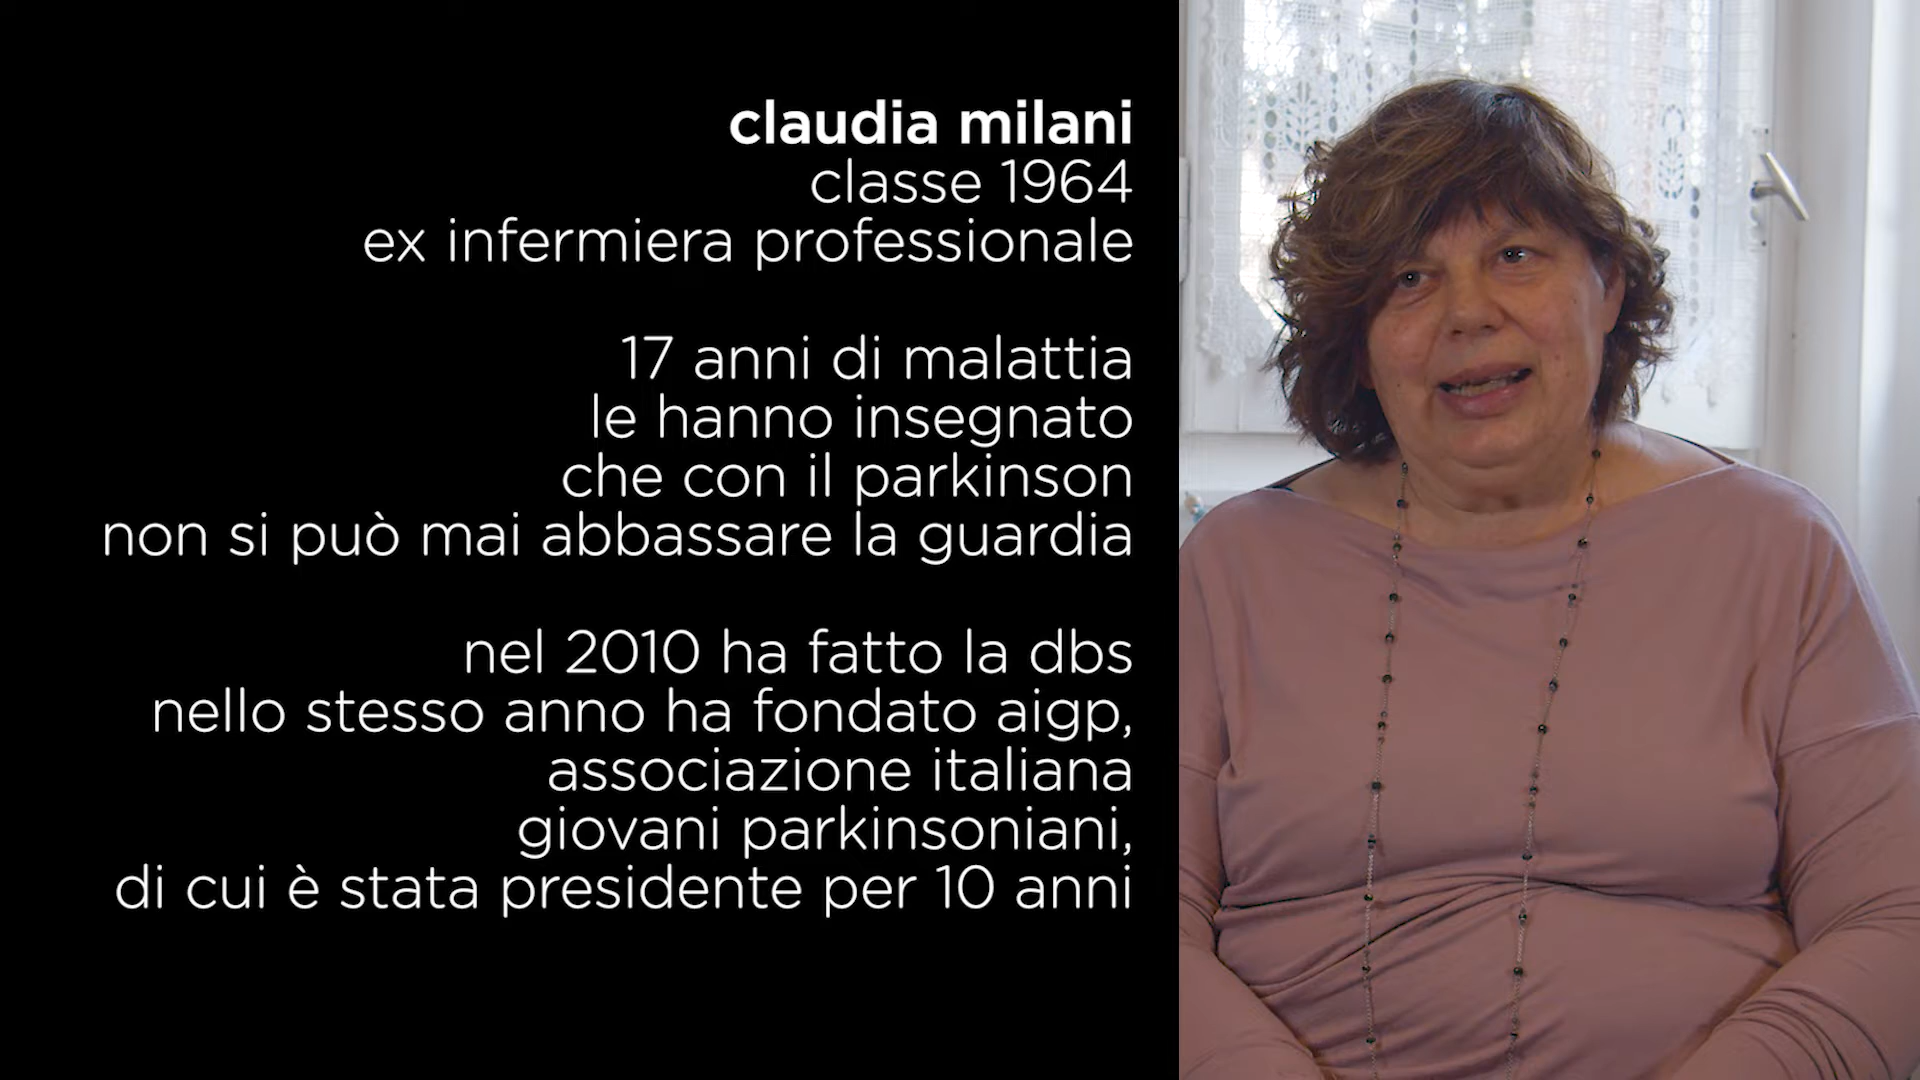 claudia milani
classe 1964
ex infermiera professionale
17 anni di malattia
le hanno insegnato
che con il parkinson
non si può mai abbassare la guardia
nel 2010 ha fatto la dbs
nello stesso anno ha fondato aigp,
associazione italiana
giovani parkinsoniani,
di cui è stata presidente per 10 anni